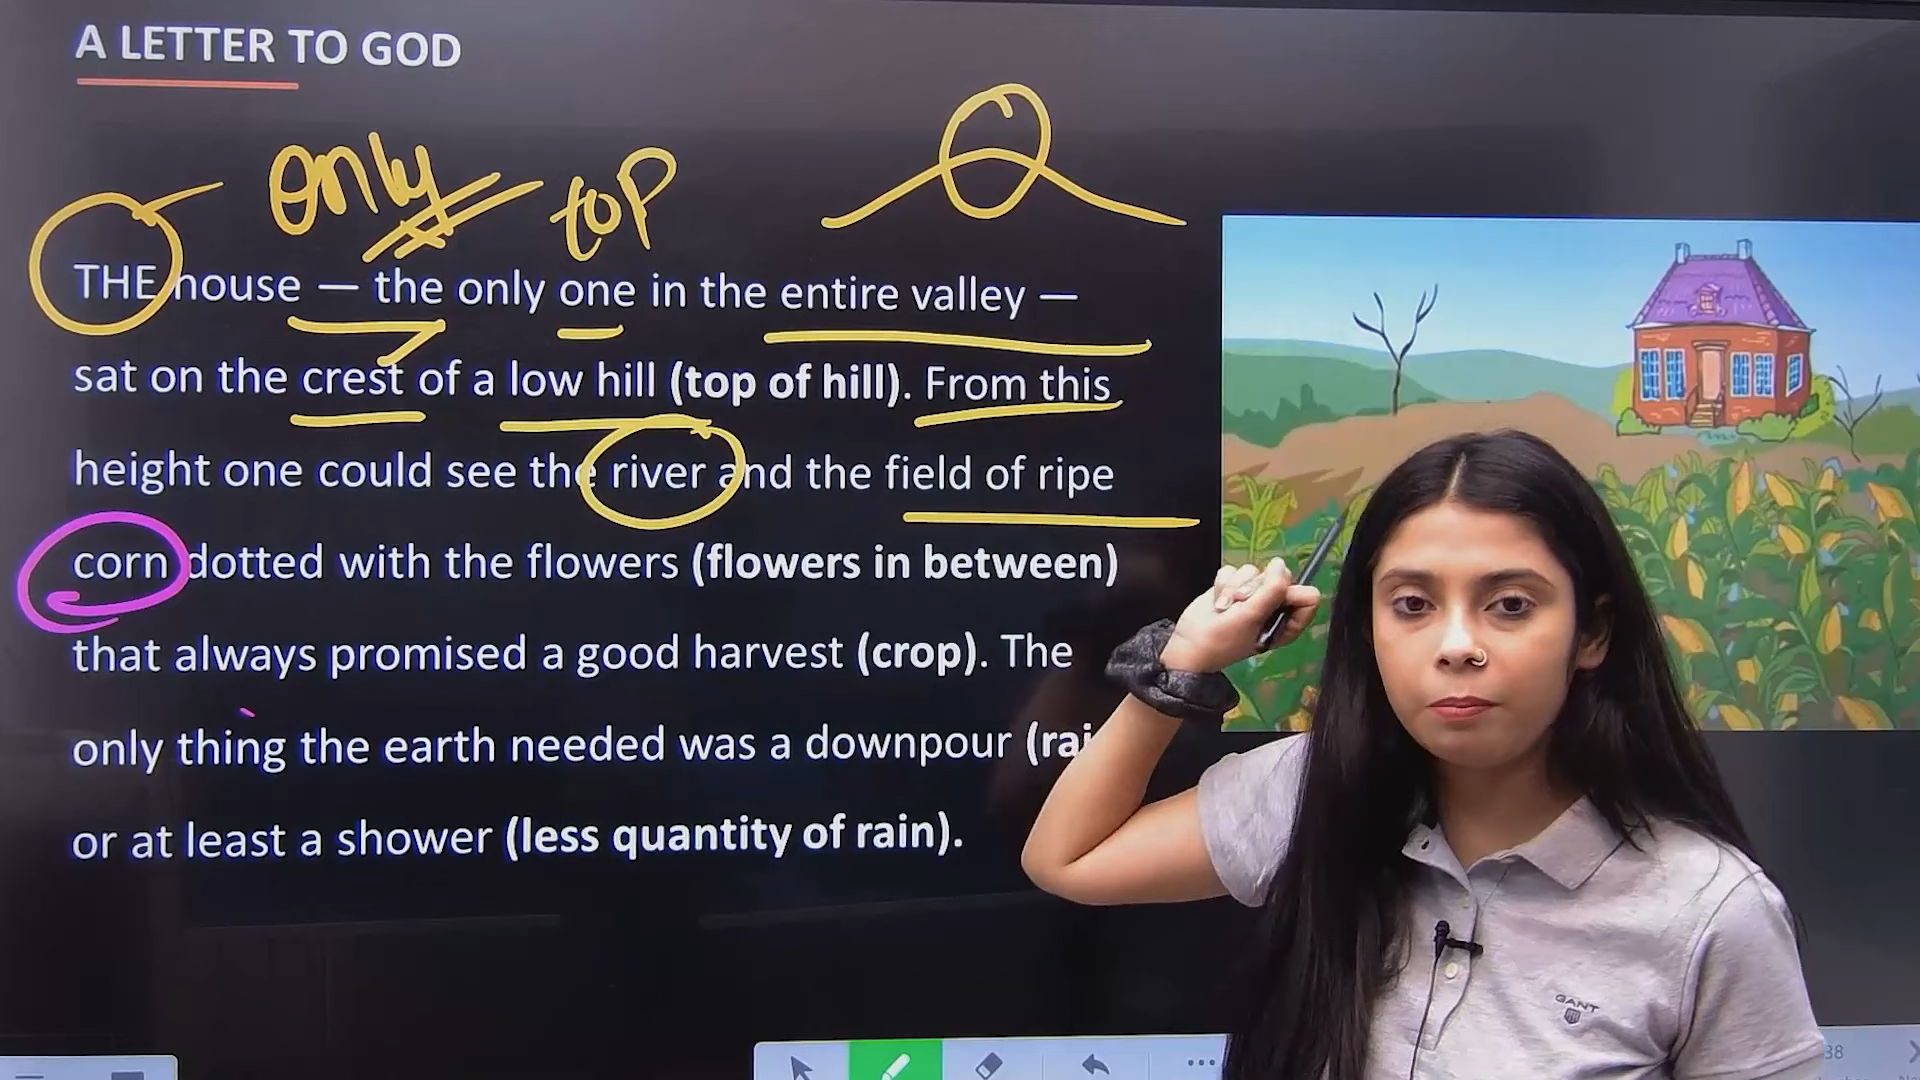 A LETTER TO GOD
only top
THE house — the only one in the entire valley —
sat on the crest of a low hill (top of hill). From this
height one could see the river and the field of ripe
corn dotted with the flowers (flowers in between)
that always promised a good harvest (crop). The
only thing the earth needed was a downpour
or at least a shower (less quantity of rain).
GANT
38